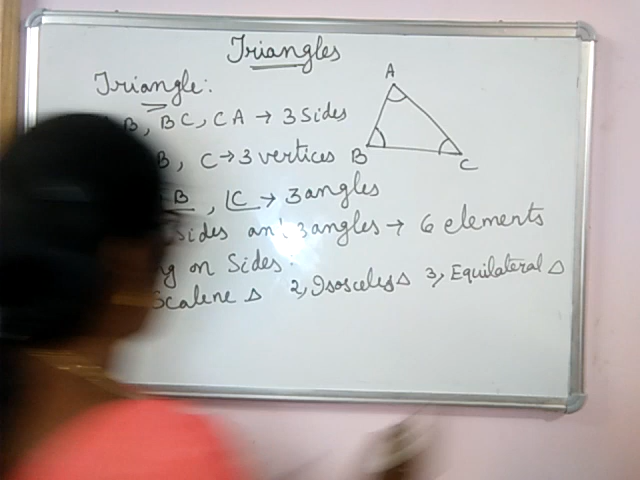 Triangles
Triangle:
B, BC, CA → 3 Sides
B, C → 3 vertices
B, ∠C → 3 angles
sides and 3 angles → 6 elements
on Sides:
Scalene △ 2, Isosceles △ 3, Equilateral △
A
B
C